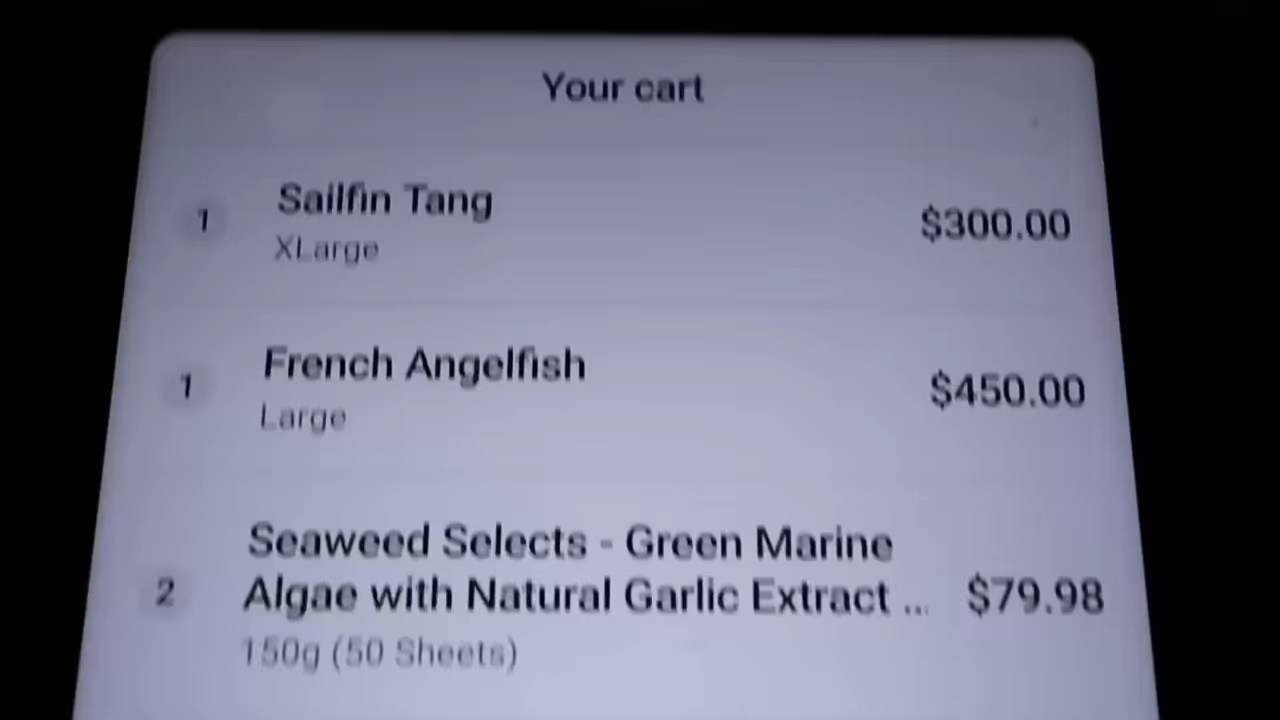 Your cart
1 Sailfin Tang $300.00
XLarge
1 French Angelfish $450.00
Large
Seaweed Selects - Green Marine
2 Algae with Natural Garlic Extract ... $79.98
150g (50 Sheets)